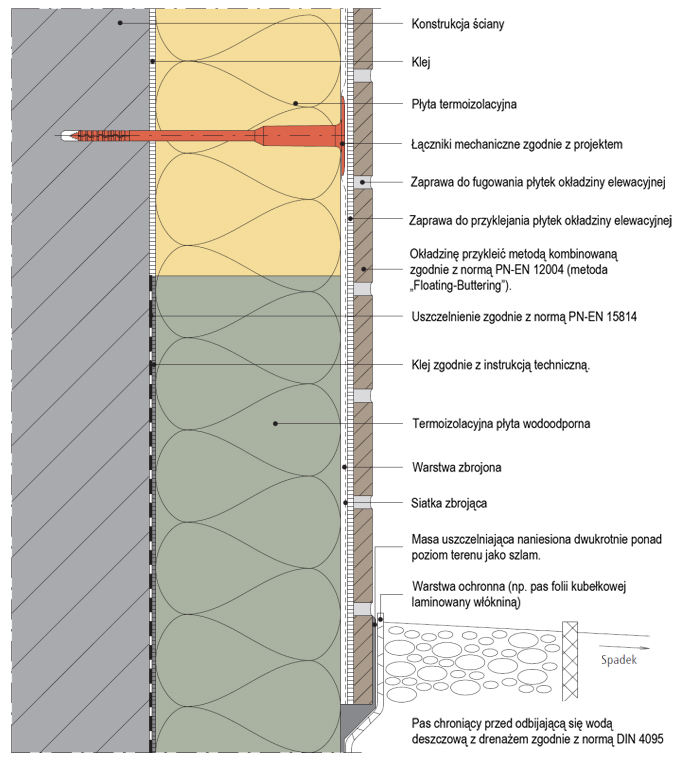 Konstrukcja ściany
Klej
Płyta termoizolacyjna
Łączniki mechaniczne zgodnie z projektem
Zaprawa do fugowania płytek okładziny elewacyjnej
Zaprawa do przyklejania płytek okładziny elewacyjnej
Okładzinę przykleić metodą kombinowaną
zgodnie z normą PN-EN 12004 (metoda
„Floating-Buttering”).
Uszczelnienie zgodnie z normą PN-EN 15814
Klej zgodnie z instrukcją techniczną.
Termoizolacyjna płyta wodoodporna
Warstwa zbrojona
Siatka zbrojąca
Masa uszczelniająca naniesiona dwukrotnie ponad
poziom terenu jako szlam.
Warstwa ochronna (np. pas folii kubełkowej
laminowany włókniną)
Spadek
Pas chroniący przed odbijającą się wodą
deszczową z drenażem zgodnie z normą DIN 4095